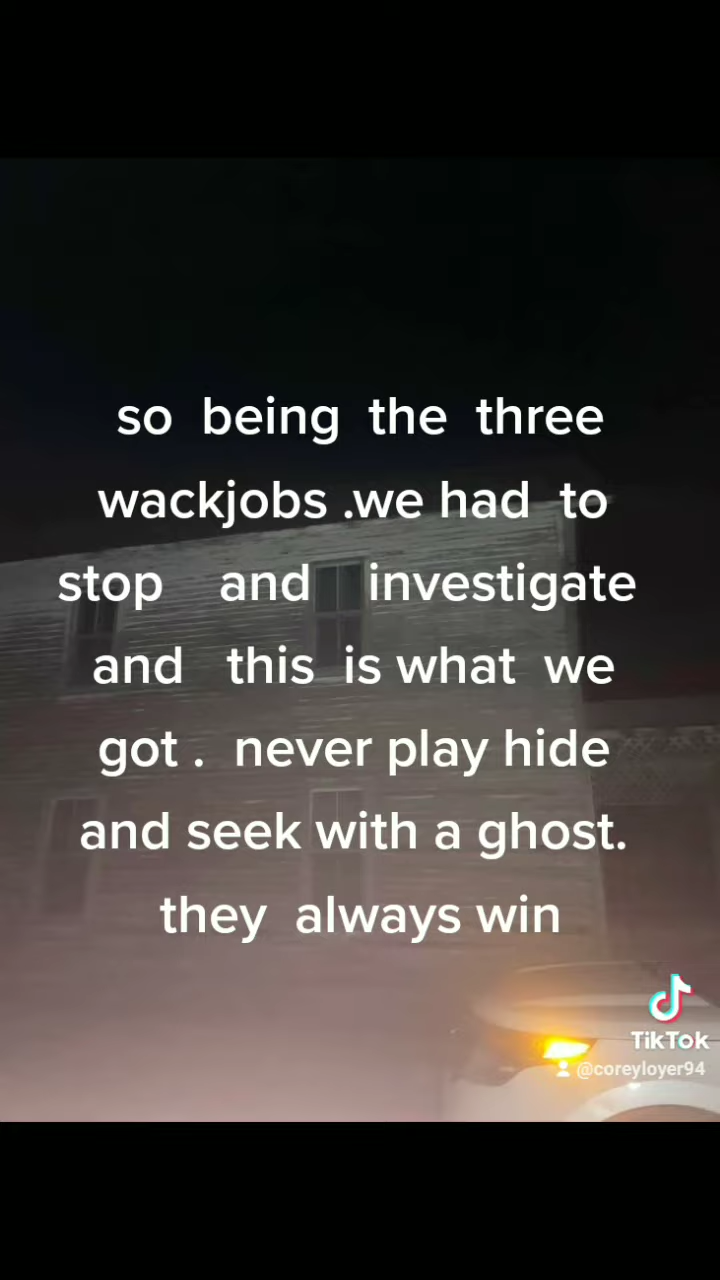 so being the three
wackjobs .we had to
stop and investigate
and this is what we
got . never play hide
and seek with a ghost.
they always win
TikTok
@coreyloyer94